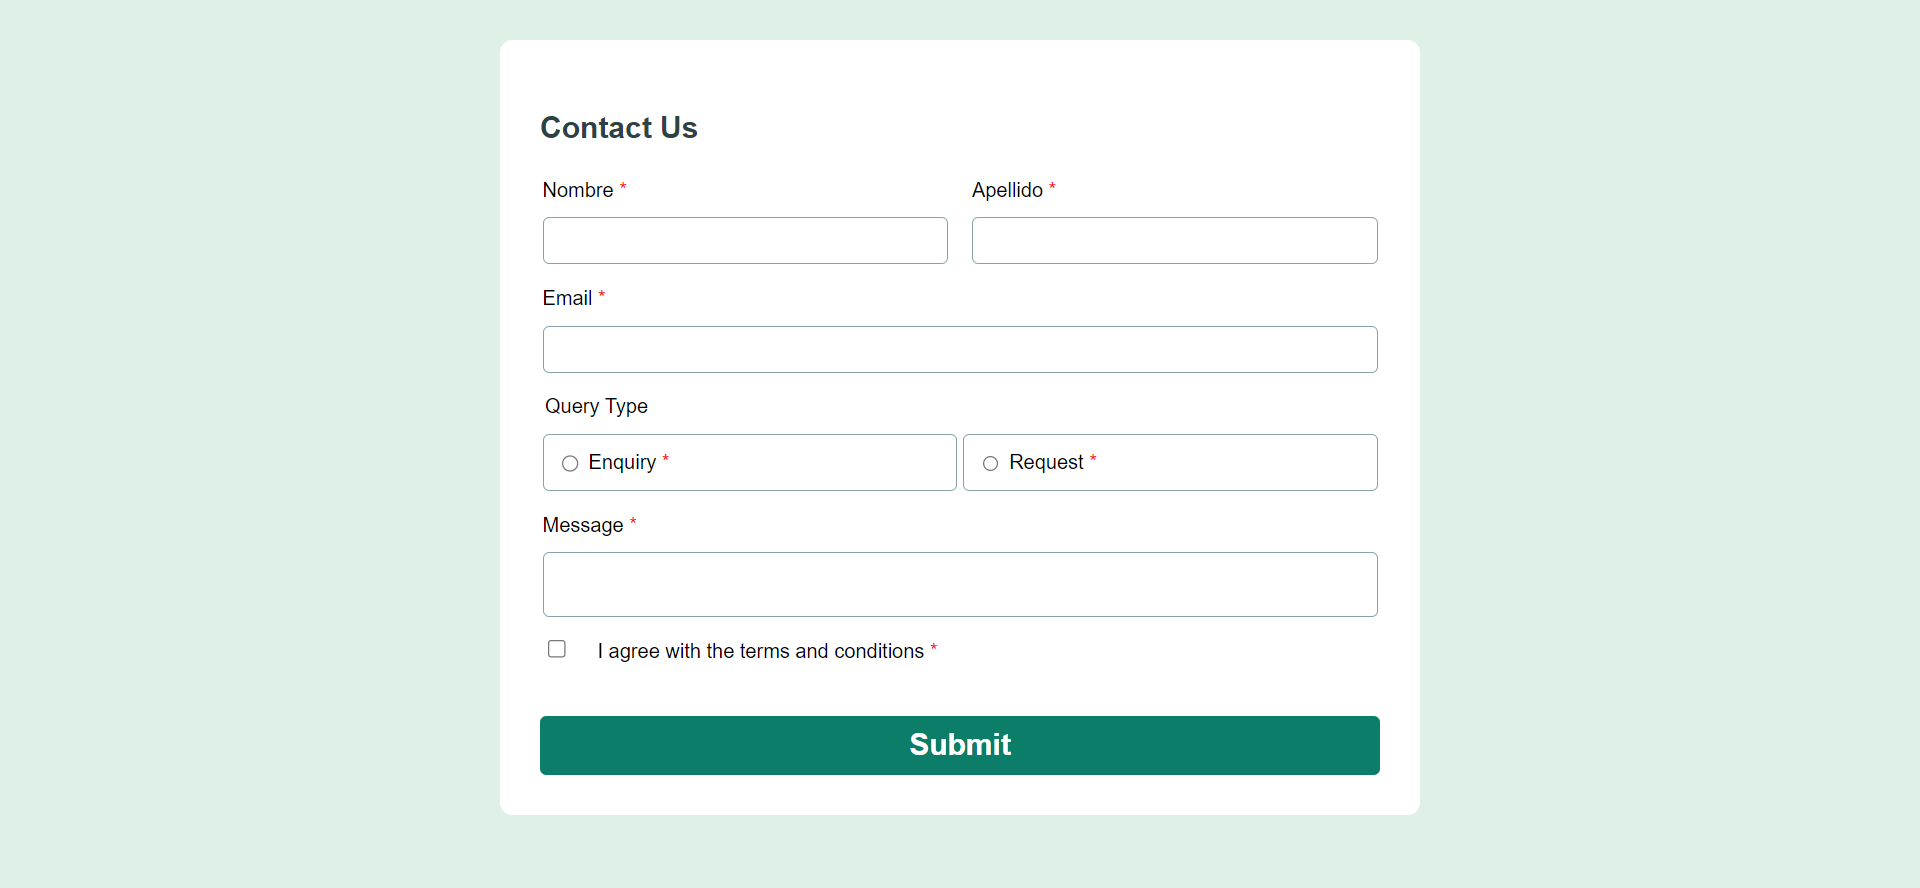 Contact Us
Nombre * Apellido *
Email *
Query Type
Enquiry * Request *
Message *
I agree with the terms and conditions *
Submit